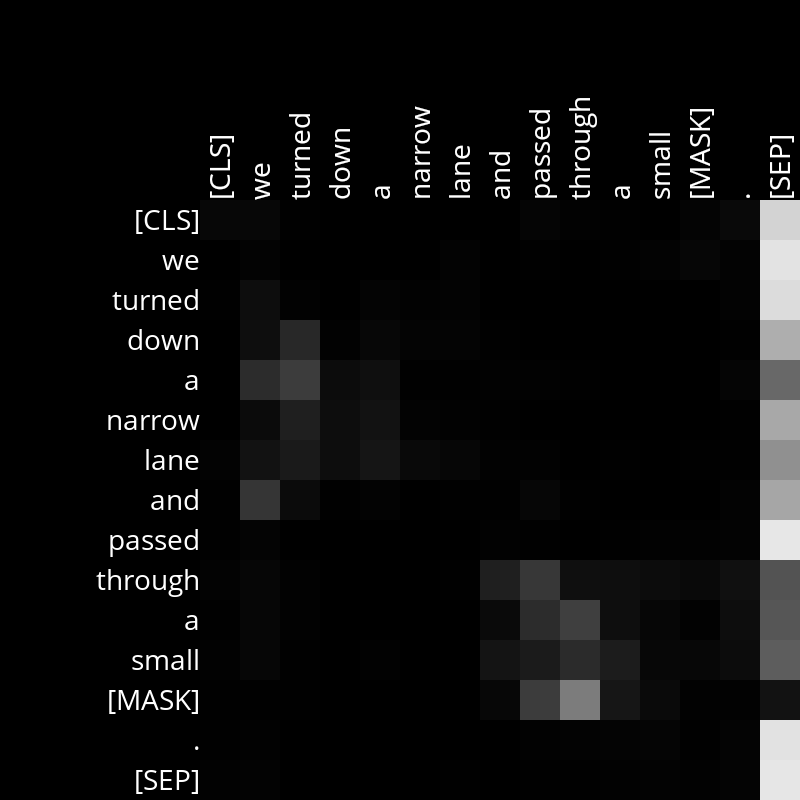 [CLS] we turned down a narrow lane and passed through a small [MASK] . [SEP]
[CLS]
we
turned
down
a
narrow
lane
and
passed
through
a
small
[MASK]
.
[SEP]